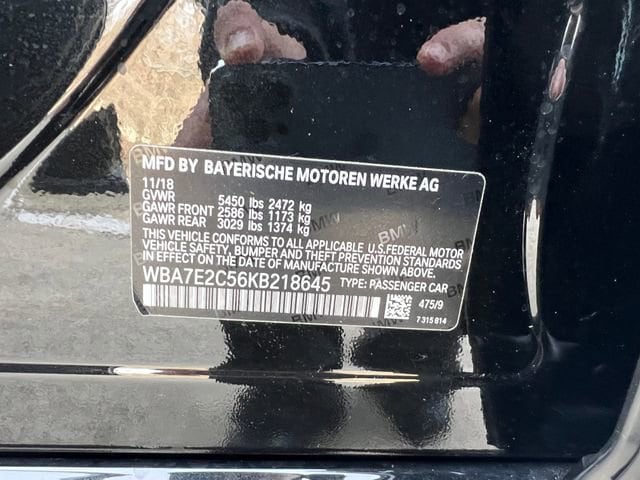 MFD BY BAYERISCHE MOTOREN WERKE AG
11/18
GVWR 5450 lbs 2472 kg
GAWR FRONT 2586 lbs 1173 kg
GAWR REAR 3029 lbs 1374 kg
THIS VEHICLE CONFORMS TO ALL APPLICABLE U.S.FEDERAL MOTOR
VEHICLE SAFETY, BUMPER AND THEFT PREVENTION STANDARDS
IN EFFECT ON THE DATE OF MANUFACTURE SHOWN ABOVE.
WBA7E2C56KB218645 TYPE: PASSENGER CAR
475/9
7 315 814